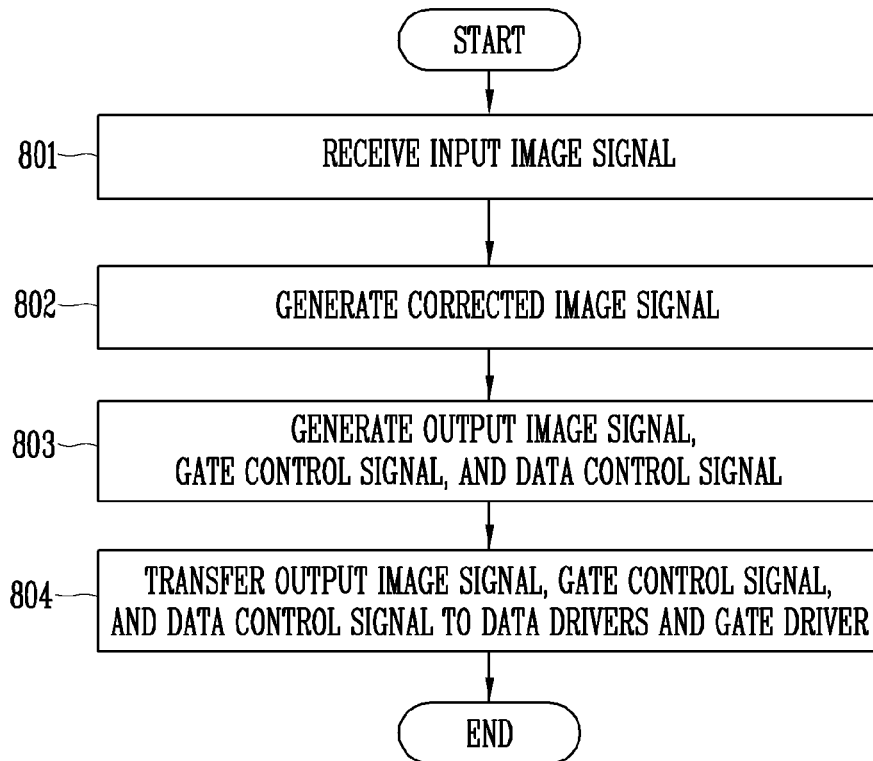 START
801
RECEIVE INPUT IMAGE SIGNAL
802
GENERATE CORRECTED IMAGE SIGNAL
803
GENERATE OUTPUT IMAGE SIGNAL,
GATE CONTROL SIGNAL, AND DATA CONTROL SIGNAL
804
TRANSFER OUTPUT IMAGE SIGNAL, GATE CONTROL SIGNAL,
AND DATA CONTROL SIGNAL TO DATA DRIVERS AND GATE DRIVER
END